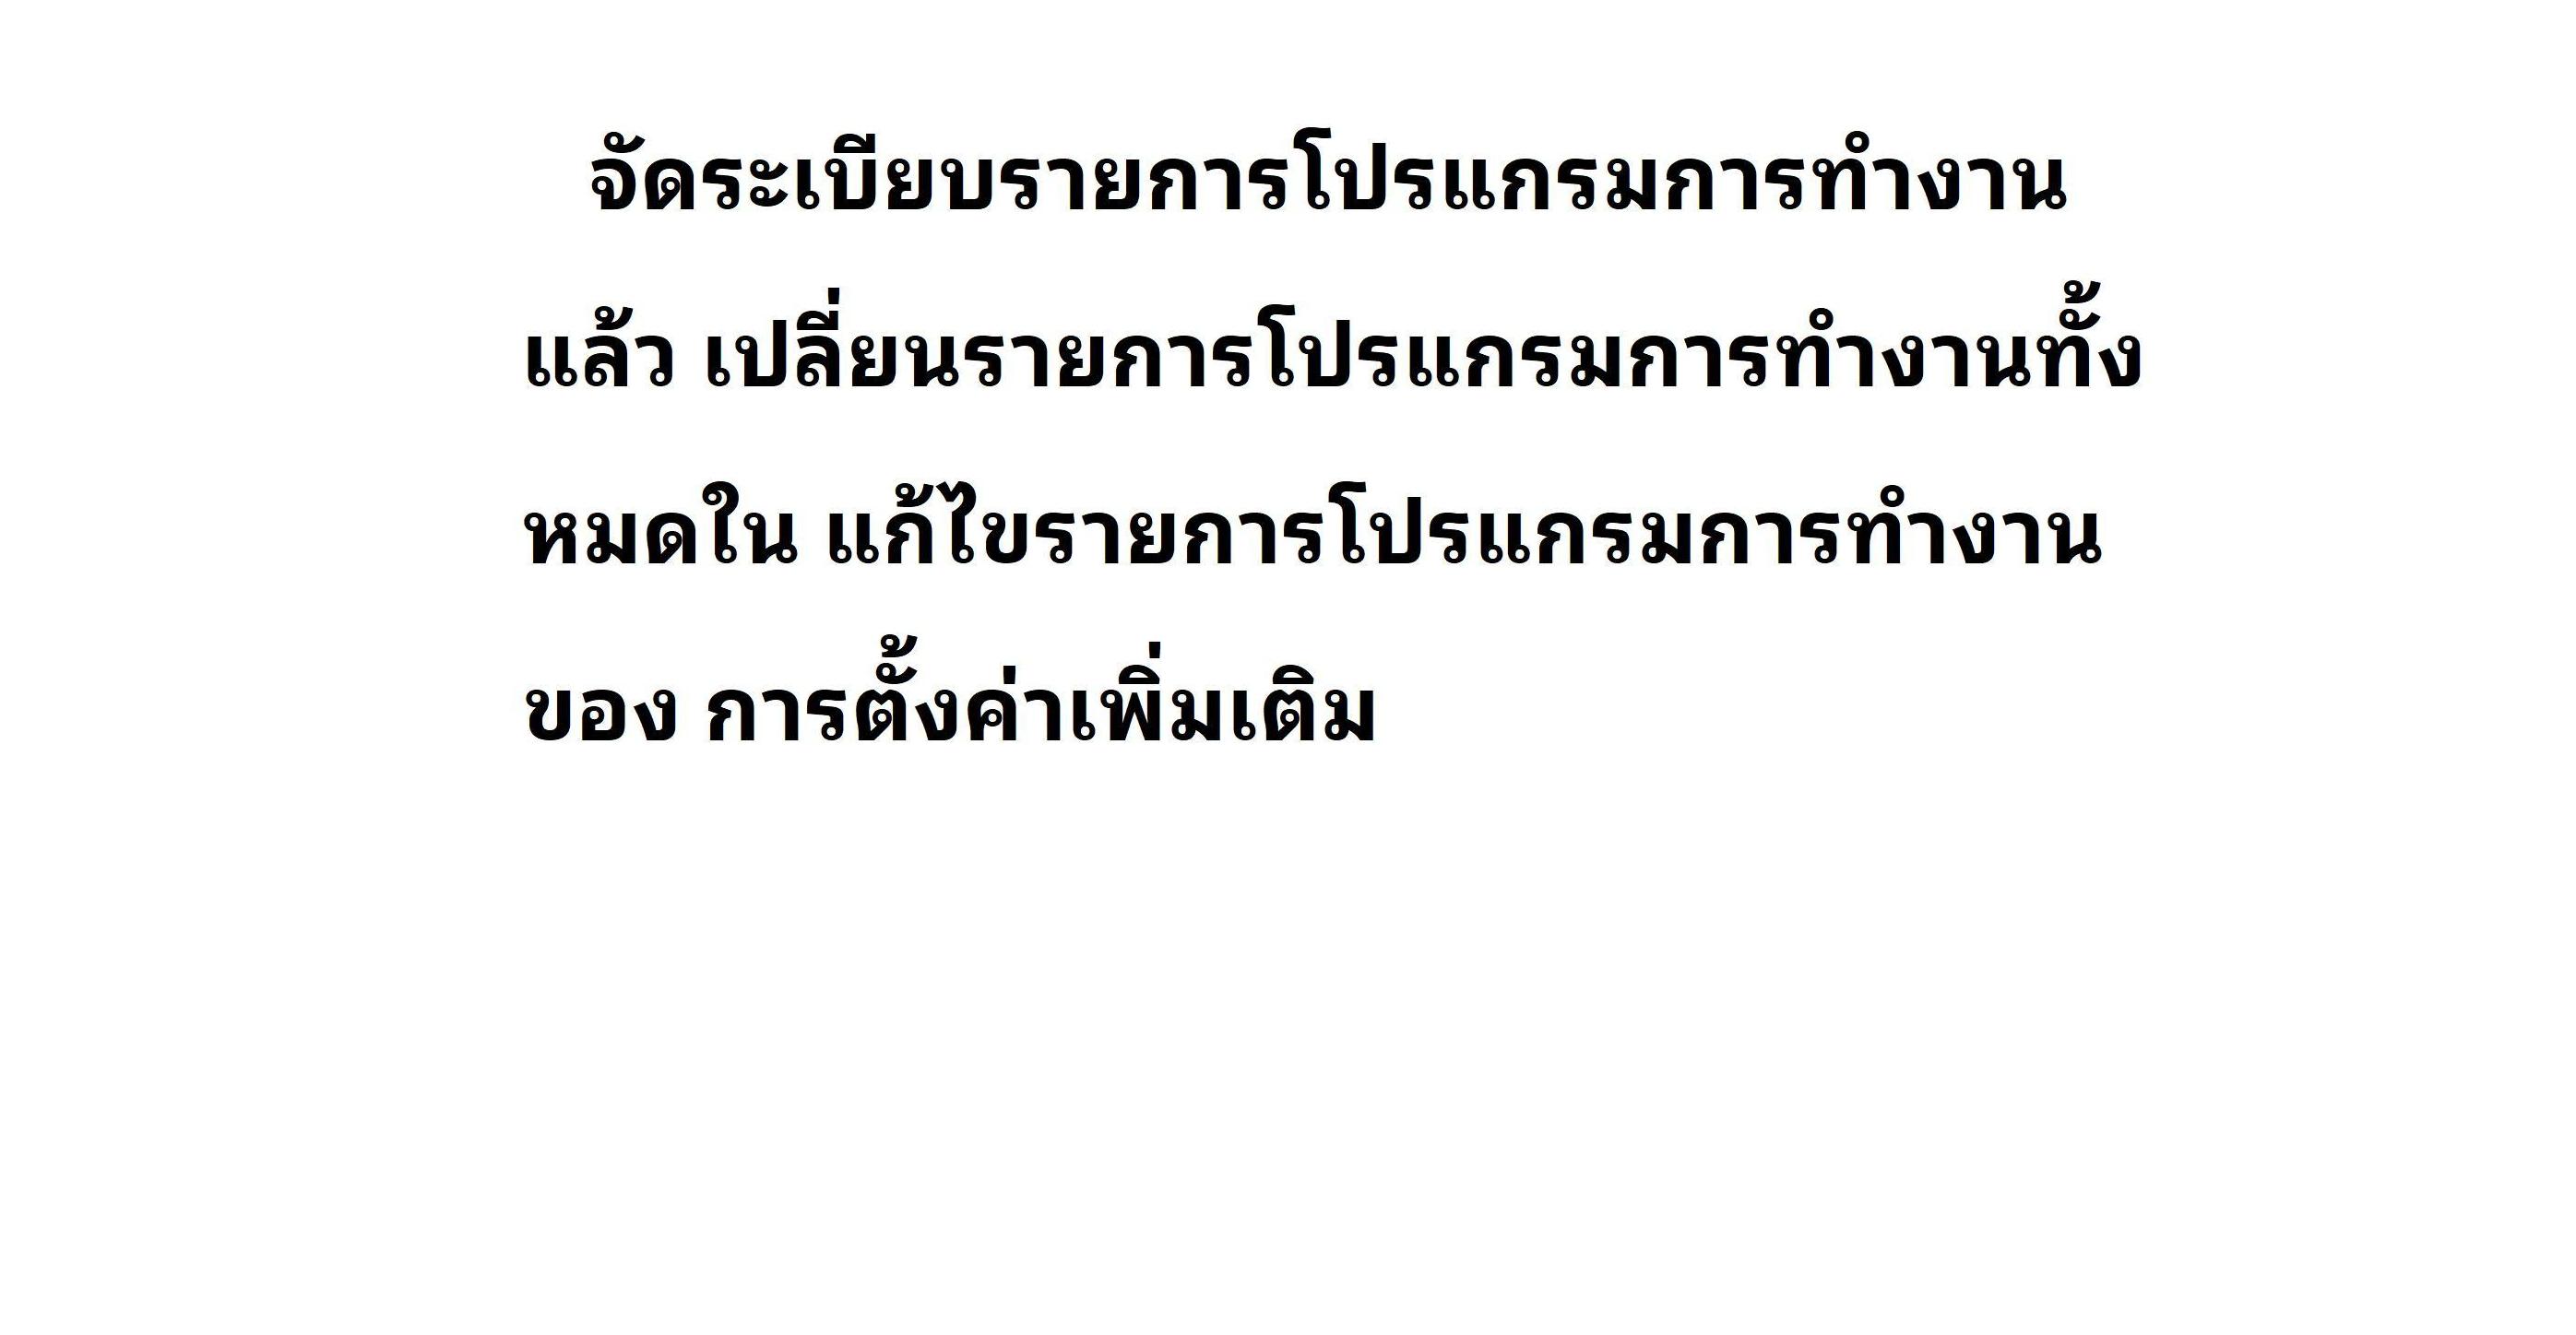 จัดระเบียบรายการโปรแกรมการทำงาน
แล้ว เปลี่ยนรายการโปรแกรมการทำงานทั้ง
หมดใน แก้ไขรายการโปรแกรมการทำงาน
ของ การตั้งค่าเพิ่มเติม